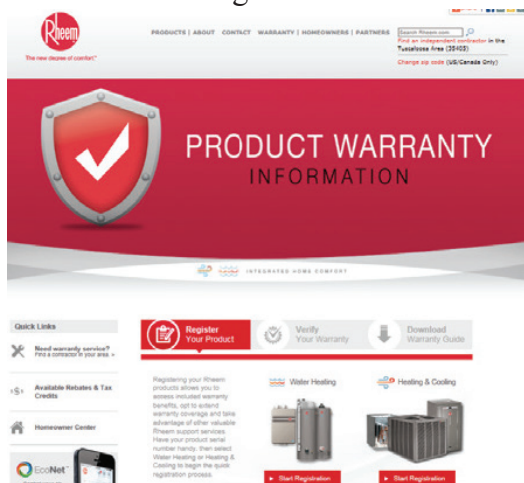 Rheem
The new degree of comfort.™
PRODUCTS | ABOUT CONTACT WARRANTY | HOMEOWNERS | PARTNERS
Search Rheem.com
Find an independent contractor in the
Tuscaloosa Area (35405)
Change zip code (US/Canada Only)
PRODUCT WARRANTY
INFORMATION
INTEGRATED HOME COMFORT
Quick Links
Need warranty service?
Find a contractor in your area. »
Available Rebates & Tax
Credits
Homeowner Center
EcoNet™
Register
Your Product
Verify
Your Warranty
Download
Warranty Guide
Registering your Rheem
products allows you to
access included warranty
benefits, opt to extend
warranty coverage and take
advantage of other valuable
Rheem support services.
Have your product serial
number handy, then select
Water Heating or Heating &
Cooling to begin the quick
registration process.
Water Heating
Start Registration
Heating & Cooling
Start Registration